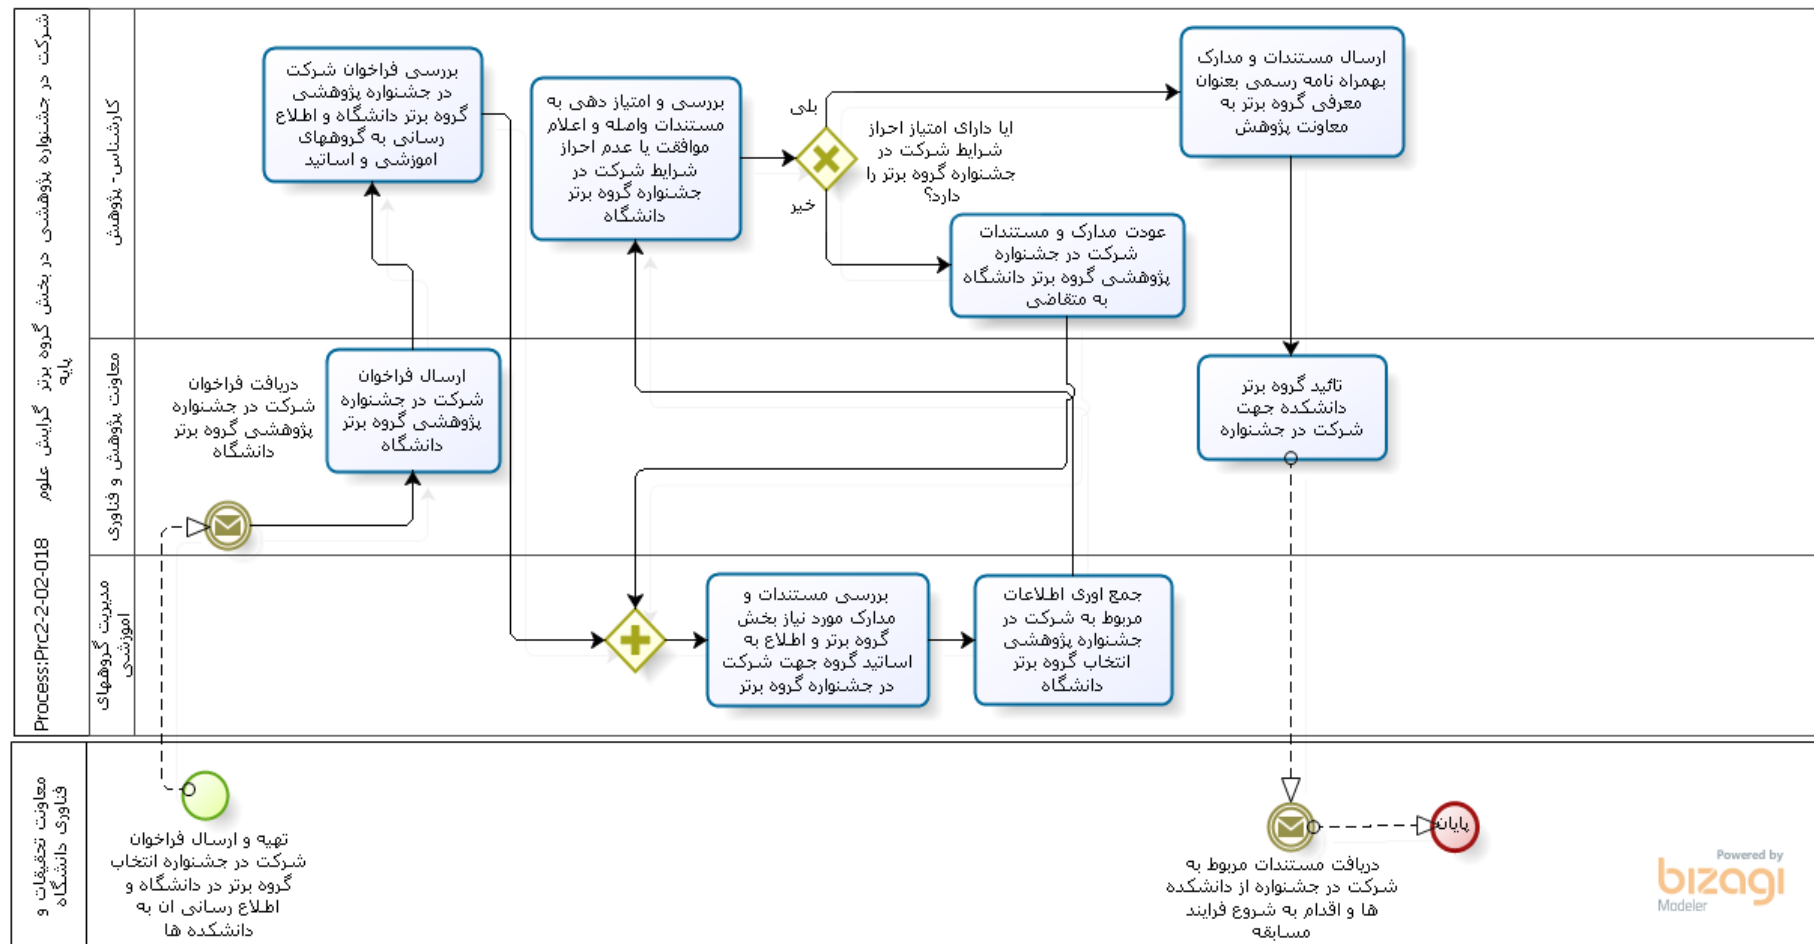 شرکت در جشنواره پژوهشی در بخش گروه برتر گرایش علوم
پایه
Process:Prc2-2-02-018
کارشناس- پژوهش
معاونت پژوهش و فناوری
مدیریت گروههای
اموزشی
معاونت تحقیقات و
فناوری دانشگاه
بررسی فراخوان شرکت
در جشنواره پژوهشی
گروه برتر دانشگاه و اطلاع
رسانی به گروههای
اموزشی و اساتید
بررسی و امتیاز دهی به
مستندات واصله و اعلام
موافقت یا عدم احراز
شرایط شرکت در
جشنواره گروه برتر
دانشگاه
بلی
خیر
ایا دارای امتیاز احراز
شرایط شرکت در
جشنواره گروه برتر را
دارد؟
ارسال مستندات و مدارک
بهمراه نامه رسمی بعنوان
معرفی گروه برتر به
معاونت پژوهش
عودت مدارک و مستندات
شرکت در جشنواره
پژوهشی گروه برتر دانشگاه
به متقاضی
دریافت فراخوان
شرکت در جشنواره
پژوهشی گروه برتر
دانشگاه
ارسال فراخوان
شرکت در جشنواره
پژوهشی گروه برتر
دانشگاه
تائید گروه برتر
دانشکده جهت
شرکت در جشنواره
بررسی مستندات و
مدارک مورد نیاز بخش
گروه برتر و اطلاع به
اساتید گروه جهت شرکت
در جشنواره گروه برتر
جمع اوری اطلاعات
مربوط به شرکت در
جشنواره پژوهشی
انتخاب گروه برتر
دانشگاه
تهیه و ارسال فراخوان
شرکت در جشنواره انتخاب
گروه برتر در دانشگاه و
اطلاع رسانی ان به
دانشکده ها
دریافت مستندات مربوط به
شرکت در جشنواره از دانشکده
ها و اقدام به شروع فرایند
مسابقه
پایان
Powered by
bizagi
Modeler